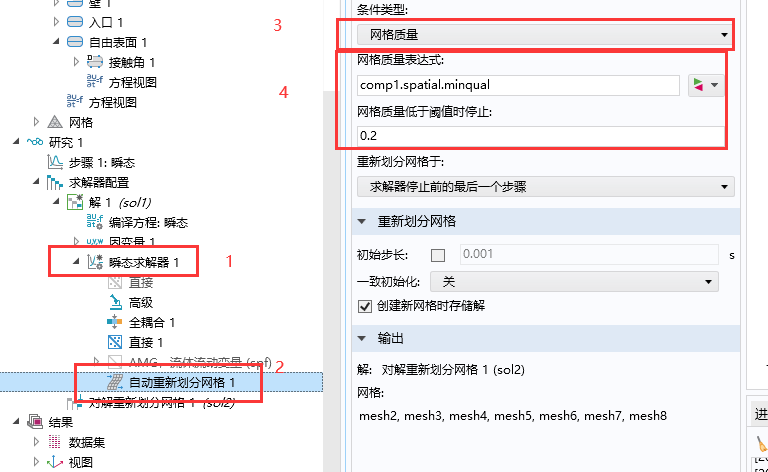 壁 1
入口 1
自由表面 1
接触角 1
方程视图
方程视图
网格
研究 1
步骤 1: 瞬态
求解器配置
解 1 (sol1)
编译方程: 瞬态
因变量 1
瞬态求解器 1
1
直接
高级
全耦合 1
直接 1
AMG，流体流动变量 (spf)
2
自动重新划分网格 1
对解重新划分网格 1 (sol2)
结果
数据集
视图
3
4
条件类型:
网格质量
网格质量表达式:
comp1.spatial.minqual
网格质量低于阈值时停止:
0.2
重新划分网格于:
求解器停止前的最后一个步骤
重新划分网格
初始步长:
0.001
s
一致初始化:
关
创建新网格时存储解
输出
解: 对解重新划分网格 1 (sol2)
网格:
mesh2, mesh3, mesh4, mesh5, mesh6, mesh7, mesh8
进